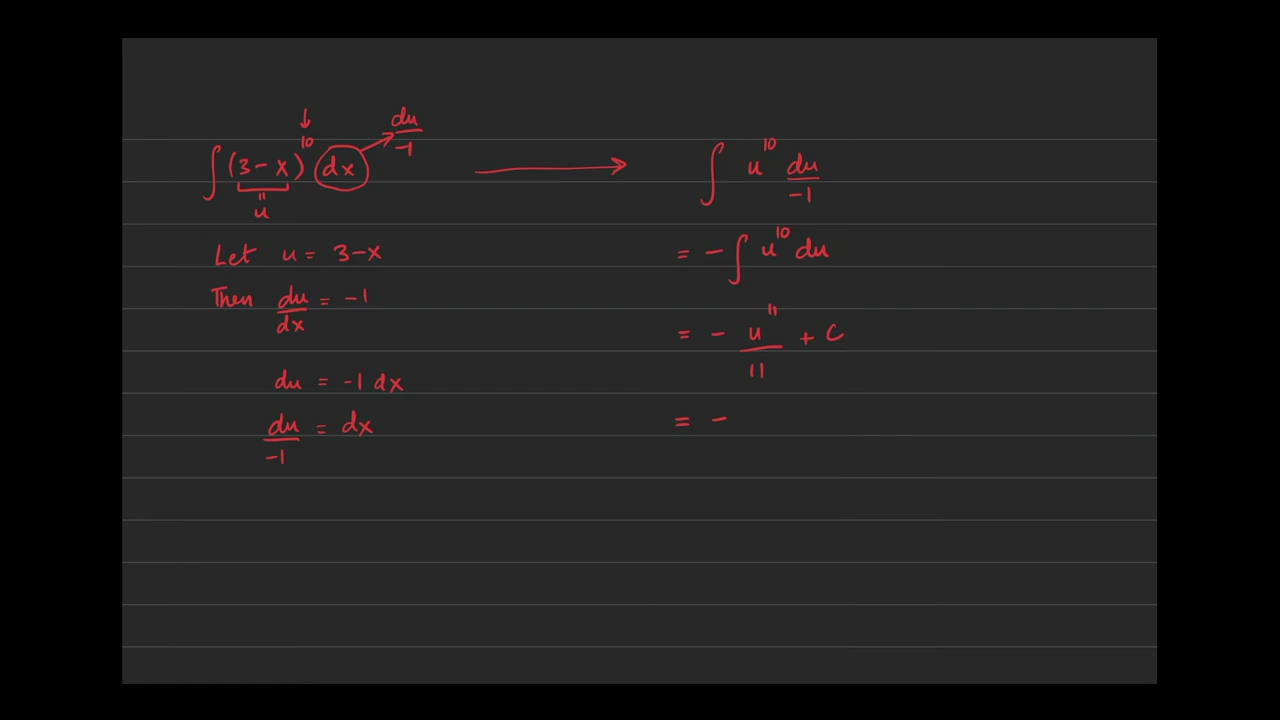 ↓ du/-1
∫ (3-x)^10 dx → ∫ u^10 du/-1
" u
Let u = 3-x
Then du/dx = -1
du = -1 dx
du/-1 = dx
= -∫ u^10 du
= - u^11/11 + C
= -